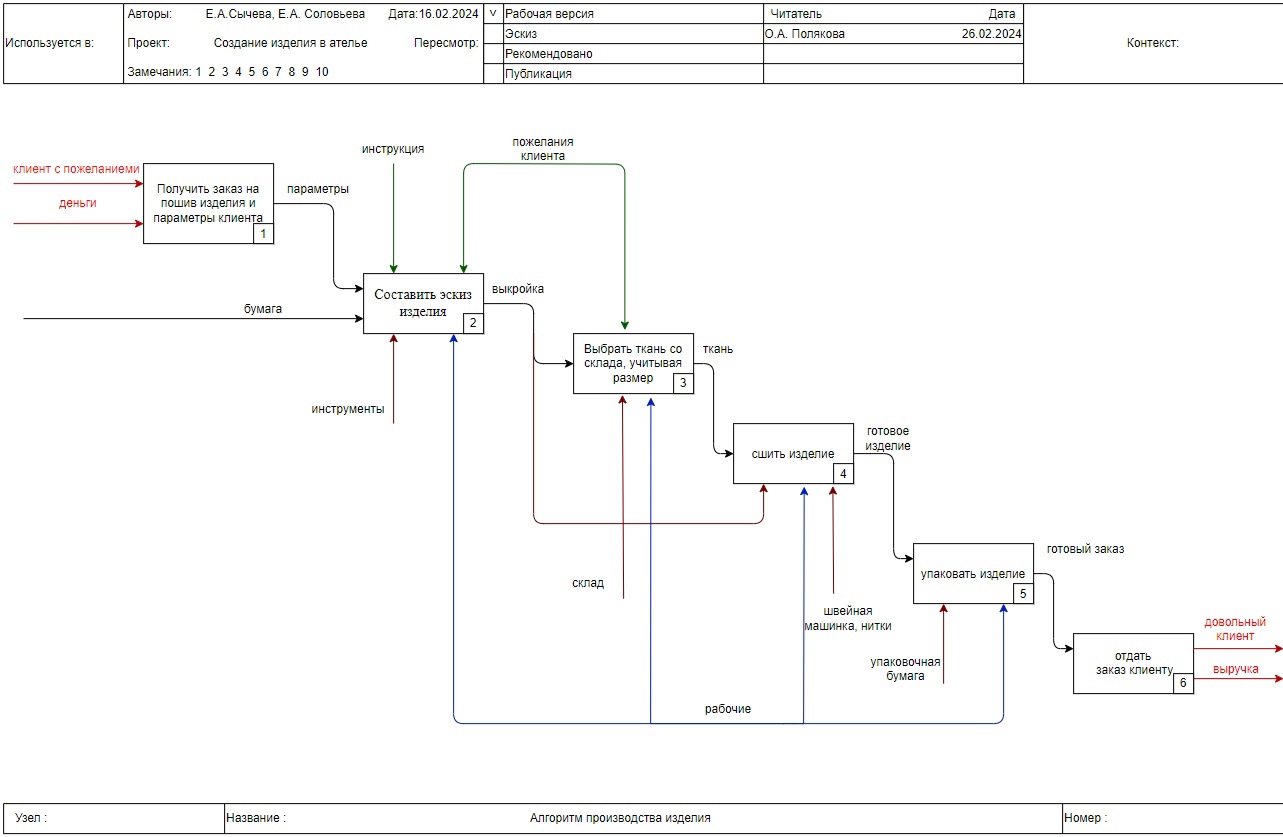 Используется в:
Авторы: Е.А.Сычева, Е.А. Соловьева Дата:16.02.2024
Проект: Создание изделия в ателье Пересмотр:
Замечания: 1 2 3 4 5 6 7 8 9 10
V Рабочая версия
Эскиз
Рекомендовано
Публикация
Читатель Дата
О.А. Полякова 26.02.2024
Контекст:
клиент с пожеланиеми
деньги
Получить заказ на
пошив изделия и
параметры клиента
1
параметры
инструкция
пожелания
клиента
бумага
Составить эскиз
изделия
2
выкройка
инструменты
Выбрать ткань со
склада, учитывая
размер
3
ткань
сшить изделие
4
готовое
изделие
склад
швейная
машинка, нитки
упаковать изделие
5
готовый заказ
упаковочная
бумага
отдать
заказ клиенту
6
довольный
клиент
выручка
рабочие
Узел :
Название : Алгоритм производства изделия
Номер :